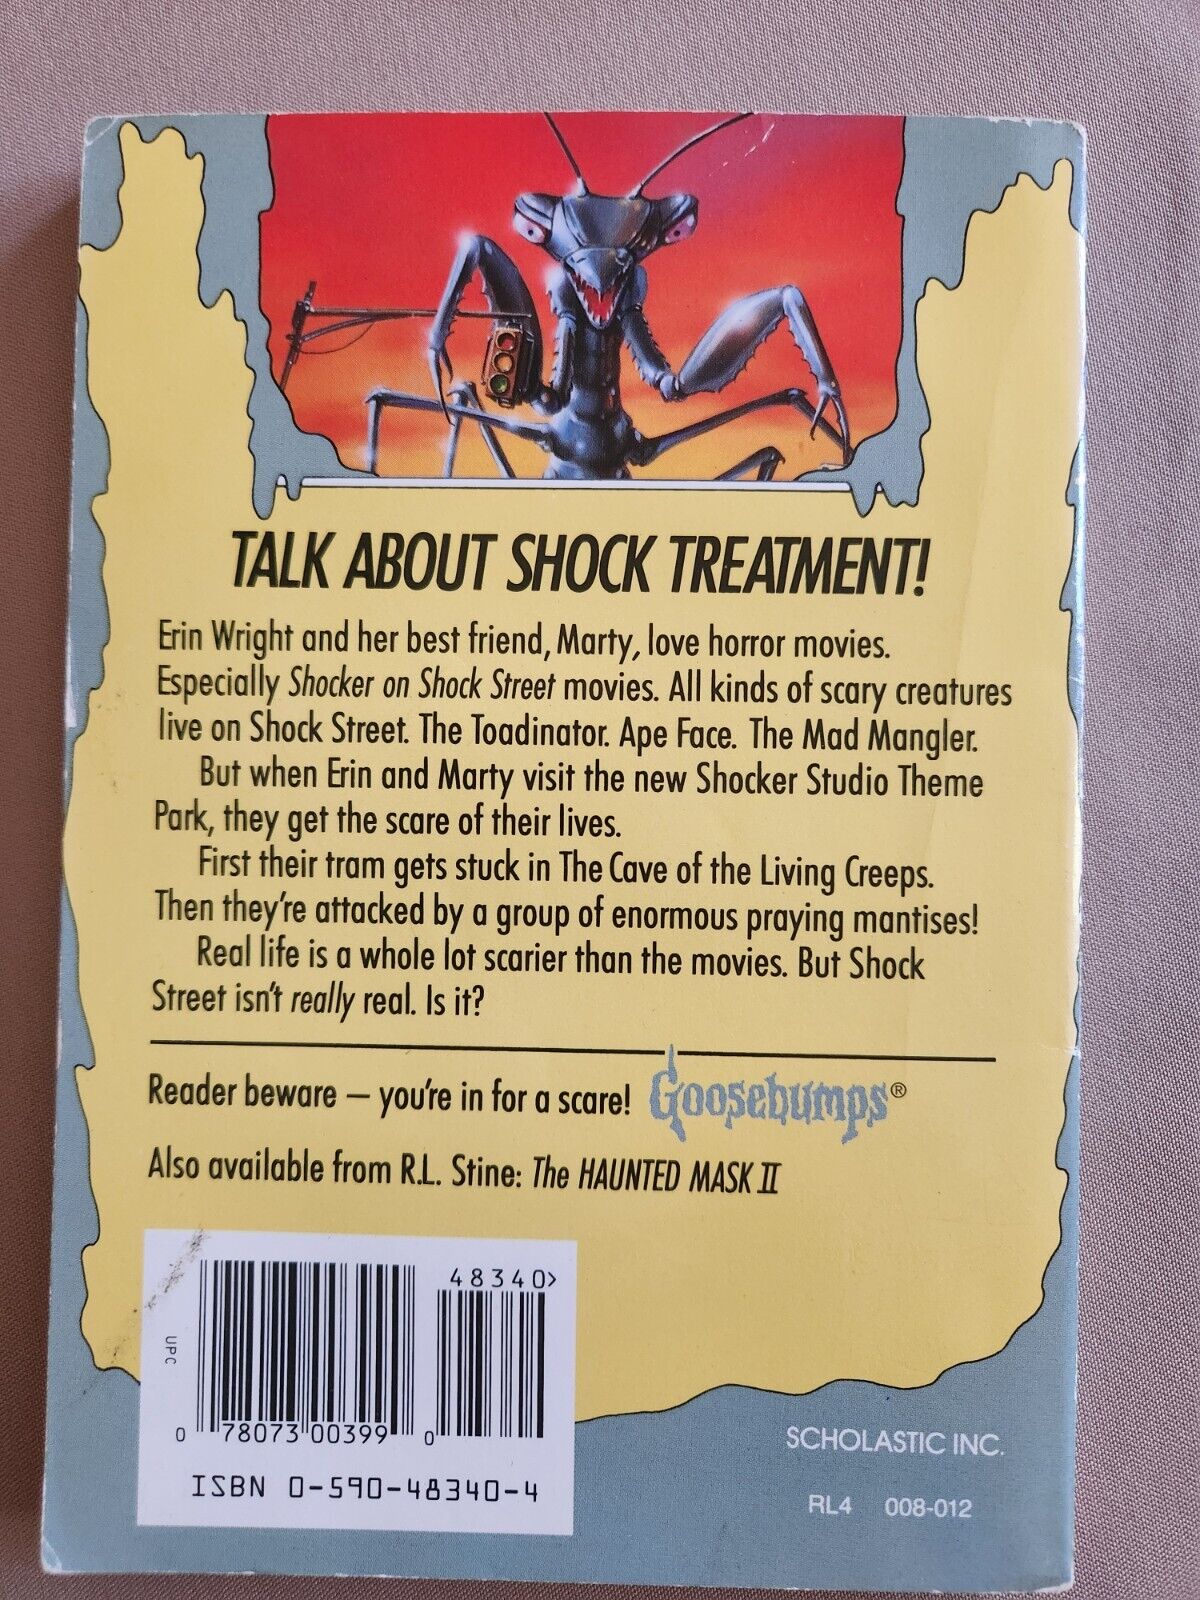 TALK ABOUT SHOCK TREATMENT!
Erin Wright and her best friend, Marty, love horror movies.
Especially Shocker on Shock Street movies. All kinds of scary creatures
live on Shock Street. The Toadinator. Ape Face. The Mad Mangler.
But when Erin and Marty visit the new Shocker Studio Theme
Park, they get the scare of their lives.
First their tram gets stuck in The Cave of the Living Creeps.
Then they're attacked by a group of enormous praying mantises!
Real life is a whole lot scarier than the movies. But Shock
Street isn't really real. Is it?
Reader beware — you're in for a scare! Goosebumps®
Also available from R.L. Stine: The HAUNTED MASK II
48340>
UPC
0 78073 00399 0
ISBN 0-590-48340-4
SCHOLASTIC INC.
RL4 008-012